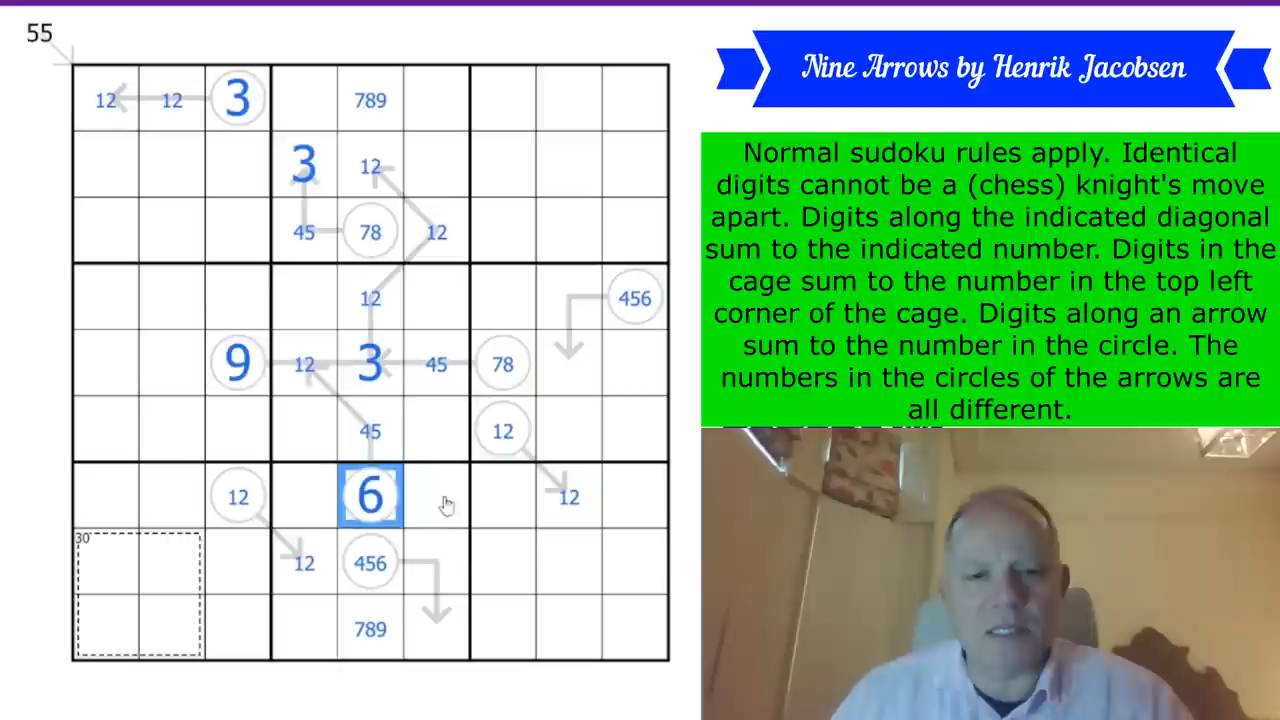 55
Nine Arrows by Henrik Jacobsen
12 12 3 789
3 12
45 78 12
12 456
9 12 3 45 78
45 12
12 6 12
30
12 456
789
Normal sudoku rules apply. Identical
digits cannot be a (chess) knight's move
apart. Digits along the indicated diagonal
sum to the indicated number. Digits in the
cage sum to the number in the top left
corner of the cage. Digits along an arrow
sum to the number in the circle. The
numbers in the circles of the arrows are
all different.